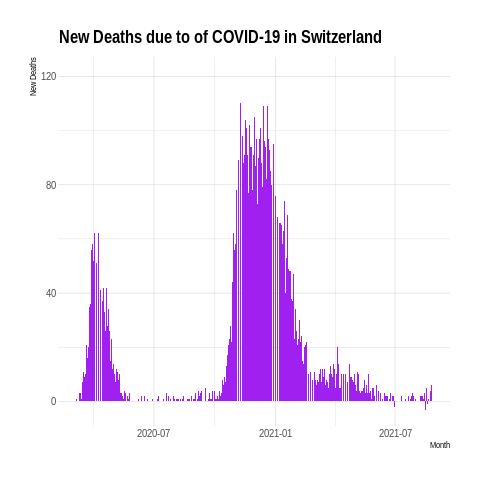 New Deaths due to of COVID-19 in Switzerland
New Deaths
120
80
40
0
2020-07
2021-01
2021-07
Month